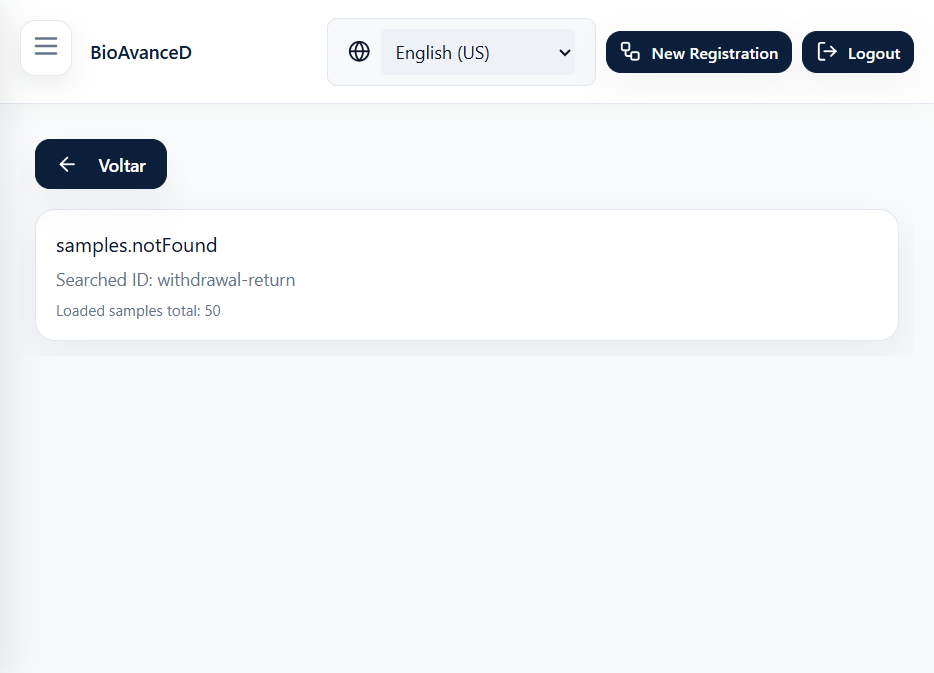 BioAvanceD
English (US)
New Registration
Logout
Voltar
samples.notFound
Searched ID: withdrawal-return
Loaded samples total: 50